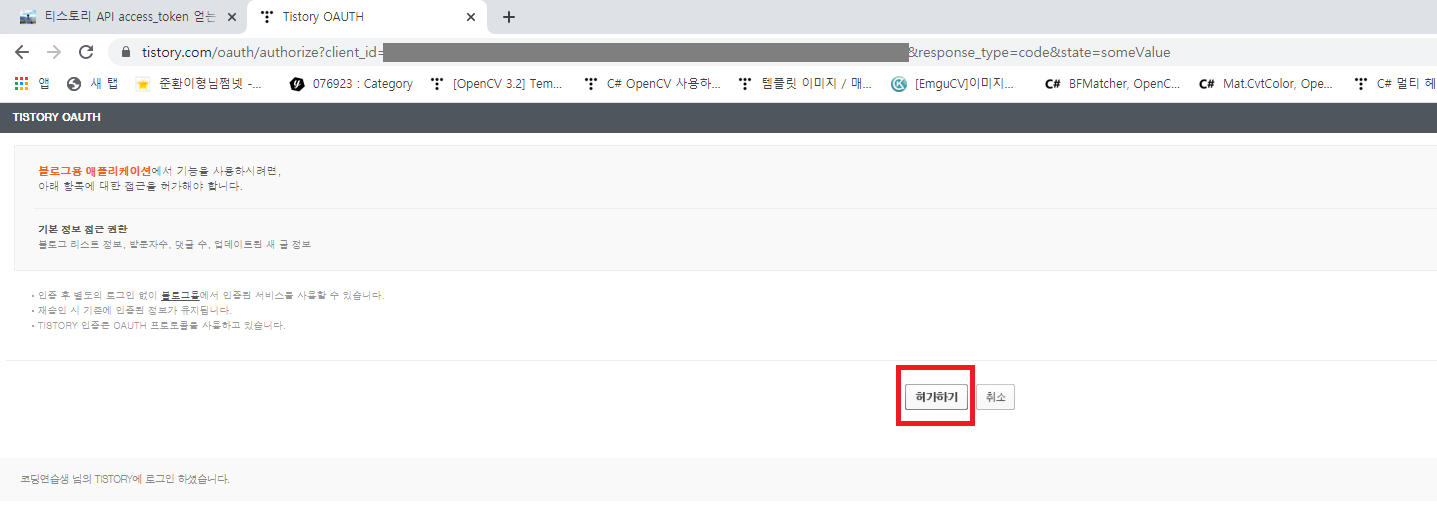 티스토리 API access_token 얻는
Tistory OAUTH
tistory.com/oauth/authorize?client_id= &response_type=code&state=someValue
앱 새 탭 준환이형님쩜넷 -... 076923 : Category [OpenCV 3.2] Tem... C# OpenCV 사용하... 템플릿 이미지 / 매... [EmguCV]이미지... C# BFMatcher, OpenC... C# Mat.CvtColor, Ope... C# 멀티 헤
TISTORY OAUTH
블로그용 애플리케이션에서 기능을 사용하시려면,
아래 항목에 대한 접근을 허가해야 합니다.
기본 정보 접근 권한
블로그 리스트 정보, 방문자수, 댓글 수, 업데이트된 새 글 정보
• 인증 후 별도의 로그인 없이 블로그용에서 인증된 서비스를 사용할 수 있습니다.
• 재승인 시 기존에 인증된 정보가 유지됩니다.
• TISTORY 인증은 OAUTH 프로토콜을 사용하고 있습니다.
허가하기 취소
코딩연습생 님의 TISTORY에 로그인 하셨습니다.